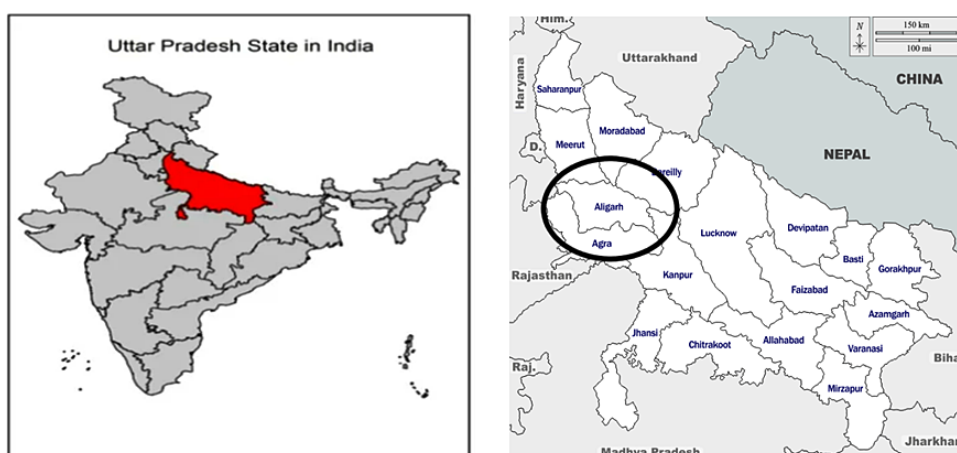 Uttar Pradesh State in India
Him.
N
150 km
100 mi
Uttarakhand
Haryana
CHINA
Saharanpur
Moradabad
Meerut
D.
NEPAL
Bareilly
Aligarh
Lucknow
Devipatan
Agra
Basti
Gorakhpur
Rajasthan
Kanpur
Faizabad
Azamgarh
Jhansi
Chitrakoot
Allahabad
Varanasi
Biha
Raj.
Mirzapur
Jharkhar
Madhya Pradesh